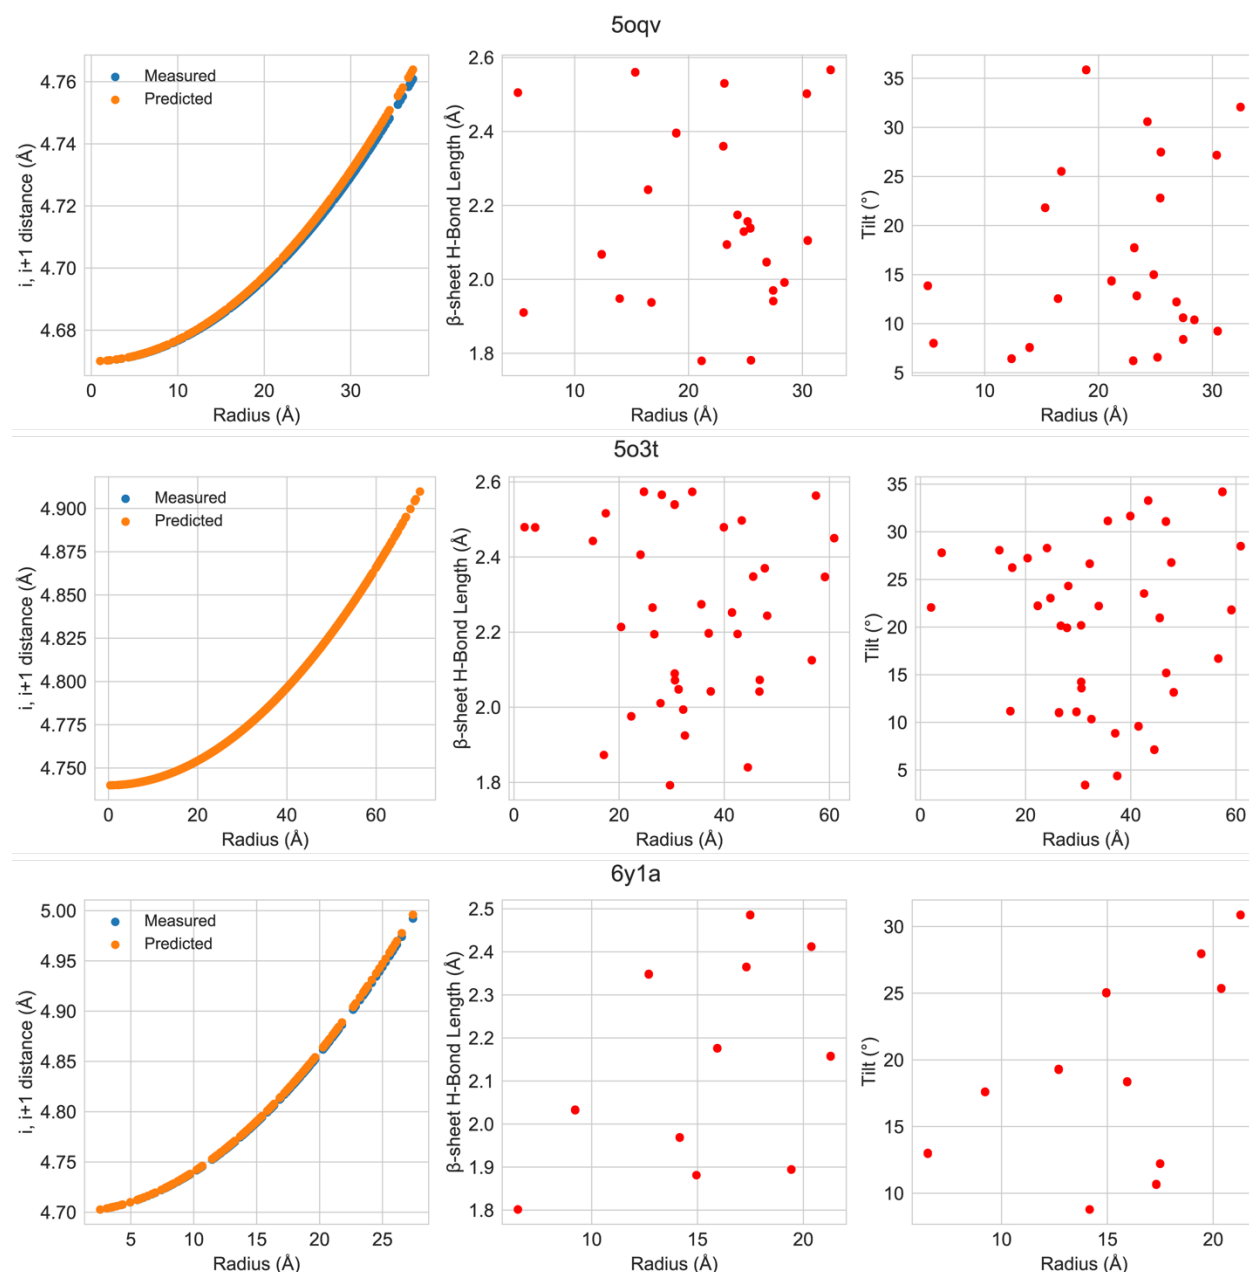 5oqv
i, i+1 distance (Å)
4.76
4.74
4.72
4.70
4.68
Measured
Predicted
0 10 20 30
Radius (Å)
β-sheet H-Bond Length (Å)
2.6
2.4
2.2
2.0
1.8
10 20 30
Radius (Å)
Tilt (°)
35
30
25
20
15
10
5
10 20 30
Radius (Å)
5o3t
i, i+1 distance (Å)
4.900
4.875
4.850
4.825
4.800
4.775
4.750
Measured
Predicted
0 20 40 60
Radius (Å)
β-sheet H-Bond Length (Å)
2.6
2.4
2.2
2.0
1.8
0 20 40 60
Radius (Å)
Tilt (°)
35
30
25
20
15
10
5
0 20 40 60
Radius (Å)
6y1a
i, i+1 distance (Å)
5.00
4.95
4.90
4.85
4.80
4.75
4.70
Measured
Predicted
5 10 15 20 25
Radius (Å)
β-sheet H-Bond Length (Å)
2.5
2.4
2.3
2.2
2.1
2.0
1.9
1.8
10 15 20
Radius (Å)
Tilt (°)
30
25
20
15
10
10 15 20
Radius (Å)